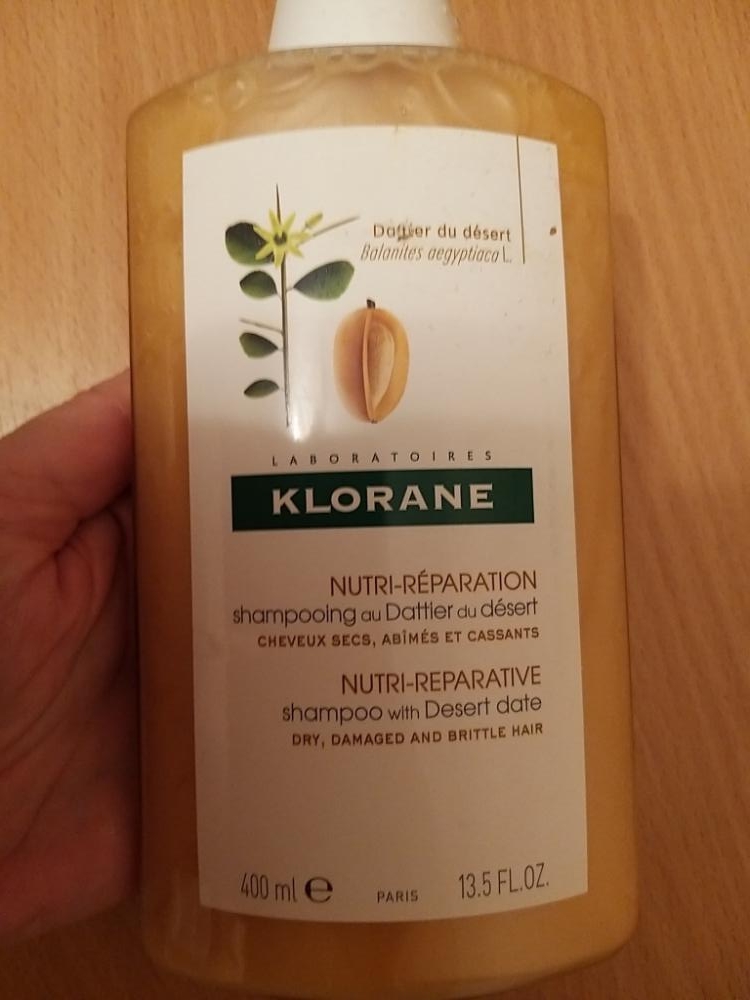 Dattier du désert
Balanites aegyptiaca L.
LABORATOIRES
KLORANE
NUTRI-RÉPARATION
shampooing au Dattier du désert
CHEVEUX SECS, ABÎMÉS ET CASSANTS
NUTRI-REPARATIVE
shampoo with Desert date
DRY, DAMAGED AND BRITTLE HAIR
400 ml e PARIS 13.5 FL.OZ.